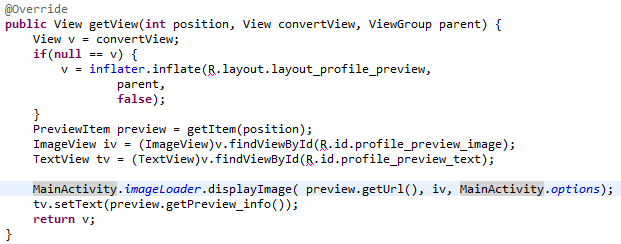 @Override
public View getView(int position, View convertView, ViewGroup parent) {
    View v = convertView;
    if(null == v) {
        v = inflater.inflate(R.layout.layout_profile_preview,
                parent,
                false);
    }
    PreviewItem preview = getItem(position);
    ImageView iv = (ImageView)v.findViewById(R.id.profile_preview_image);
    TextView tv = (TextView)v.findViewById(R.id.profile_preview_text);

    MainActivity.imageLoader.displayImage( preview.getUrl(), iv, MainActivity.options);
    tv.setText(preview.getPreview_info());
    return v;
}